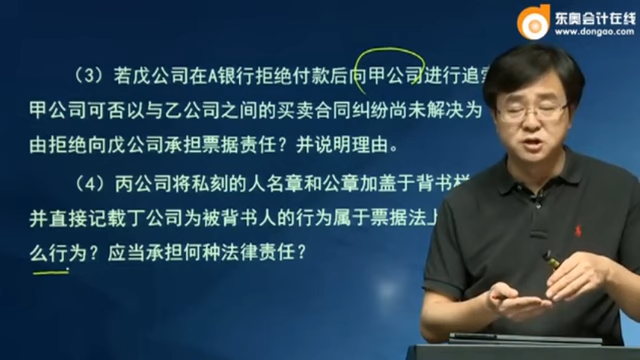 东奥会计在线
www.dongao.com
（3）若戊公司在A银行拒绝付款后向甲公司进行追
甲公司可否以与乙公司之间的买卖合同纠纷尚未解决为
由拒绝向戊公司承担票据责任？并说明理由。
（4）丙公司将私刻的人名章和公章加盖于背书
并直接记载丁公司为被背书人的行为属于票据法
么行为？应当承担何种法律责任？